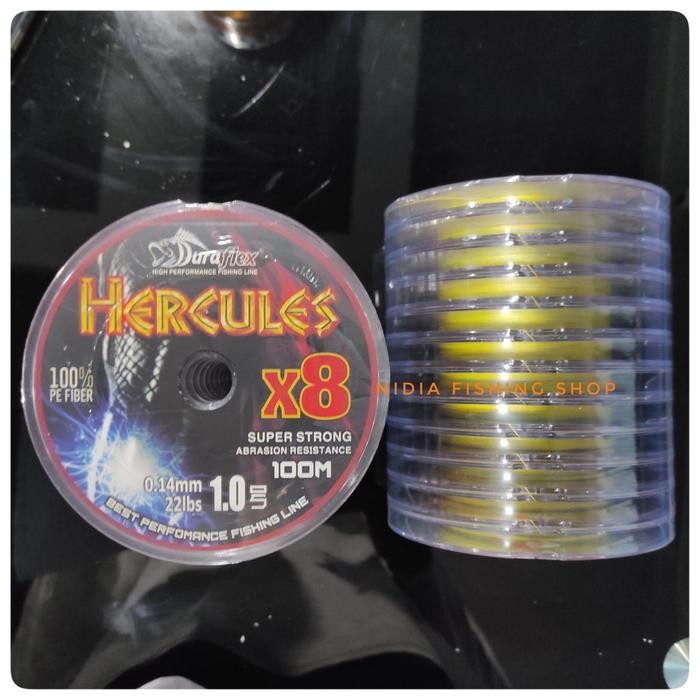 Duraflex
HIGH PERFORMANCE FISHING LINE
HERCULES
100%
PE FIBER
x8
SUPER STRONG
ABRASION RESISTANCE
100M
0.14mm
22lbs
1.0号
BEST PERFOMANCE FISHING LINE
NIDIA FISHING SHOP